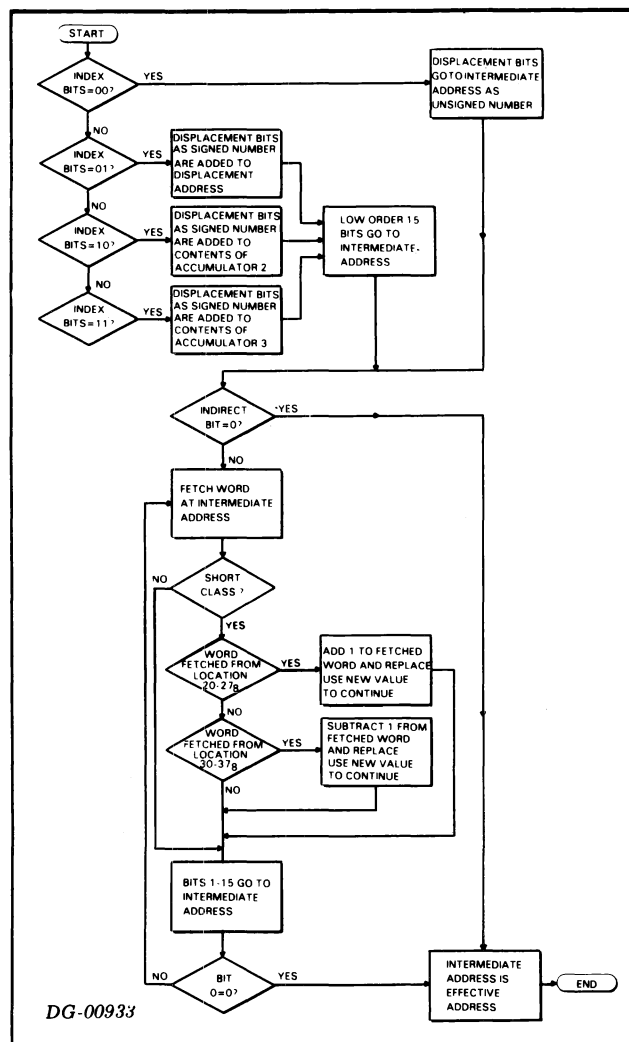 START
INDEX
BITS=00?
YES
DISPLACEMENT BITS
GO TO INTERMEDIATE
ADDRESS AS
UNSIGNED NUMBER
NO
INDEX
BITS=01?
YES
DISPLACEMENT BITS
AS SIGNED NUMBER
ARE ADDED TO
DISPLACEMENT
ADDRESS
NO
INDEX
BITS=10?
YES
DISPLACEMENT BITS
AS SIGNED NUMBER
ARE ADDED TO
CONTENTS OF
ACCUMULATOR 2
LOW ORDER 15
BITS GO TO
INTERMEDIATE-
ADDRESS
NO
INDEX
BITS=11?
YES
DISPLACEMENT BITS
AS SIGNED NUMBER
ARE ADDED TO
CONTENTS OF
ACCUMULATOR 3
INDIRECT
BIT=0?
YES
NO
FETCH WORD
AT INTERMEDIATE
ADDRESS
NO
SHORT
CLASS?
YES
WORD
FETCHED FROM
LOCATION
20-27₈
YES
ADD 1 TO FETCHED
WORD AND REPLACE
USE NEW VALUE
TO CONTINUE
NO
WORD
FETCHED FROM
LOCATION
30-37₈
YES
SUBTRACT 1 FROM
FETCHED WORD
AND REPLACE
USE NEW VALUE
TO CONTINUE
NO
BITS 1-15 GO TO
INTERMEDIATE
ADDRESS
NO
BIT
0=0?
YES
INTERMEDIATE
ADDRESS IS
EFFECTIVE
ADDRESS
END
DG-00933